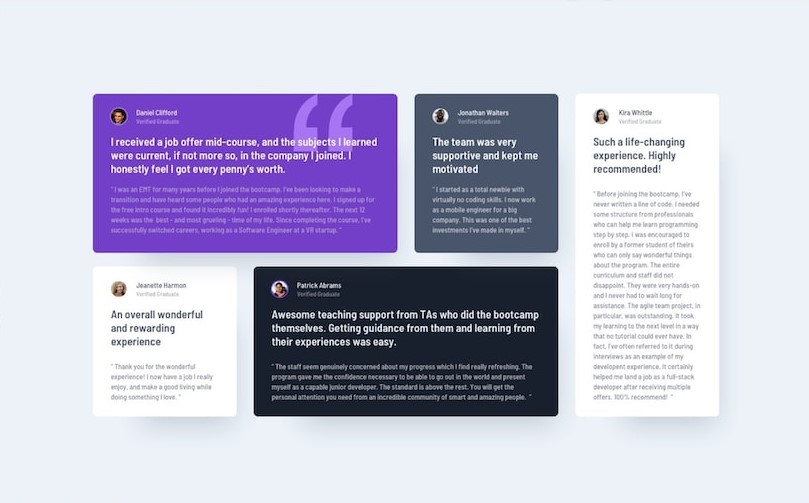 Daniel Clifford
Verified Graduate
I received a job offer mid-course, and the subjects I learned
were current, if not more so, in the company I joined. I
honestly feel I got every penny's worth.
" I was an EMT for many years before I joined the bootcamp. I've been looking to make a
transition and have heard some people who had an amazing experience here. I signed up for
the free intro course and found it incredibly fun! I enrolled shortly thereafter. The next 12
weeks was the best - and most grueling - time of my life. Since completing the course, I've
successfully switched careers, working as a Software Engineer at a VR startup. "
Jonathan Walters
Verified Graduate
The team was very
supportive and kept me
motivated
" I started as a total newbie with
virtually no coding skills. I now work
as a mobile engineer for a big
company. This was one of the best
investments I've made in myself. "
Kira Whittle
Verified Graduate
Such a life-changing
experience. Highly
recommended!
" Before joining the bootcamp, I've
never written a line of code. I needed
some structure from professionals
who can help me learn programming
step by step. I was encouraged to
enroll by a former student of theirs
who can only say wonderful things
about the program. The entire
curriculum and staff did not
disappoint. They were very hands-on
and I never had to wait long for
assistance. The agile team project, in
particular, was outstanding. It took
my learning to the next level in a way
that no tutorial could ever have. In
fact, I've often referred to it during
interviews as an example of my
developent experience. It certainly
helped me land a job as a full-stack
developer after receiving multiple
offers. 100% recommend! "
Jeanette Harmon
Verified Graduate
An overall wonderful
and rewarding
experience
" Thank you for the wonderful
experience! I now have a job I really
enjoy, and make a good living while
doing something I love. "
Patrick Abrams
Verified Graduate
Awesome teaching support from TAs who did the bootcamp
themselves. Getting guidance from them and learning from
their experiences was easy.
" The staff seem genuinely concerned about my progress which I find really refreshing. The
program gave me the confidence necessary to be able to go out in the world and present
myself as a capable junior developer. The standard is above the rest. You will get the
personal attention you need from an incredible community of smart and amazing people. "